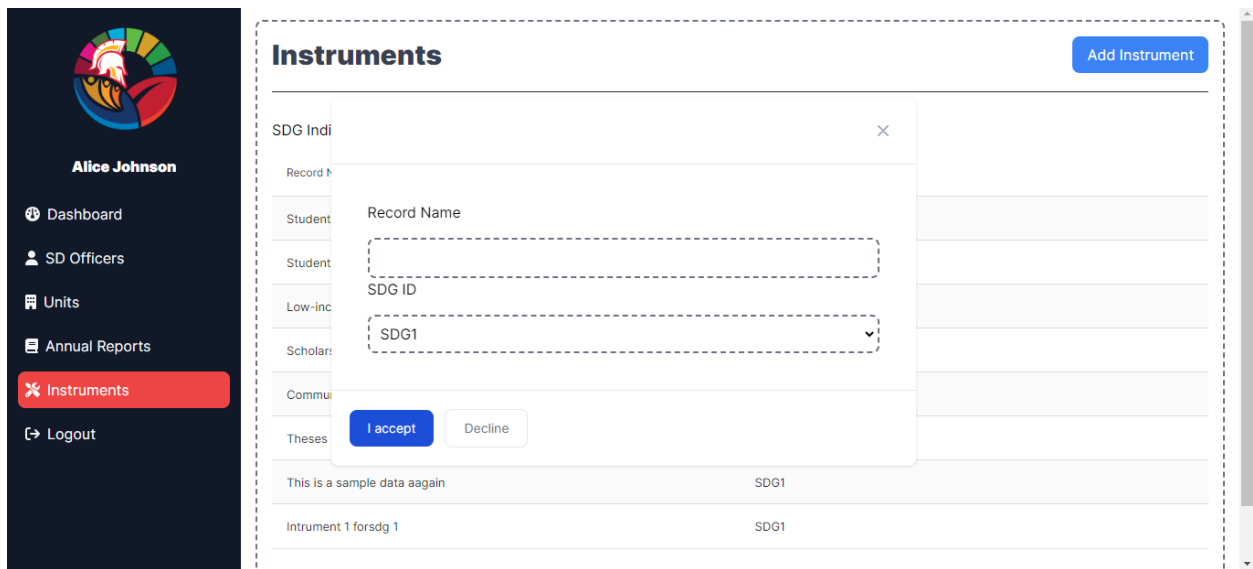 Alice Johnson
Dashboard
SD Officers
Units
Annual Reports
Instruments
Logout
Instruments
Add Instrument
SDG Indi
Record N
Student
Student
Low-inc
Scholars
Commu
Theses
This is a sample data aagain SDG1
Intrument 1 forsdg 1 SDG1
Record Name
SDG ID
SDG1
I accept
Decline